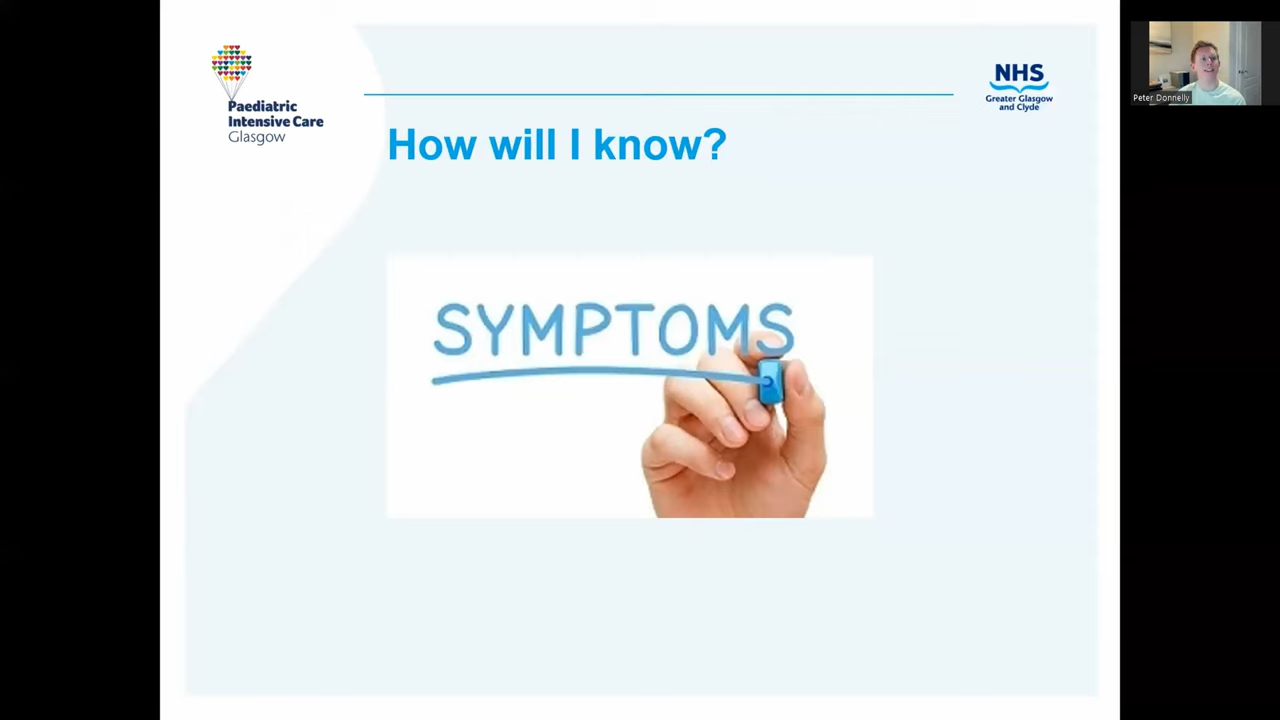 Paediatric
Intensive Care
Glasgow
NHS
Greater Glasgow
and Clyde
Peter Donnelly
How will I know?
SYMPTOMS